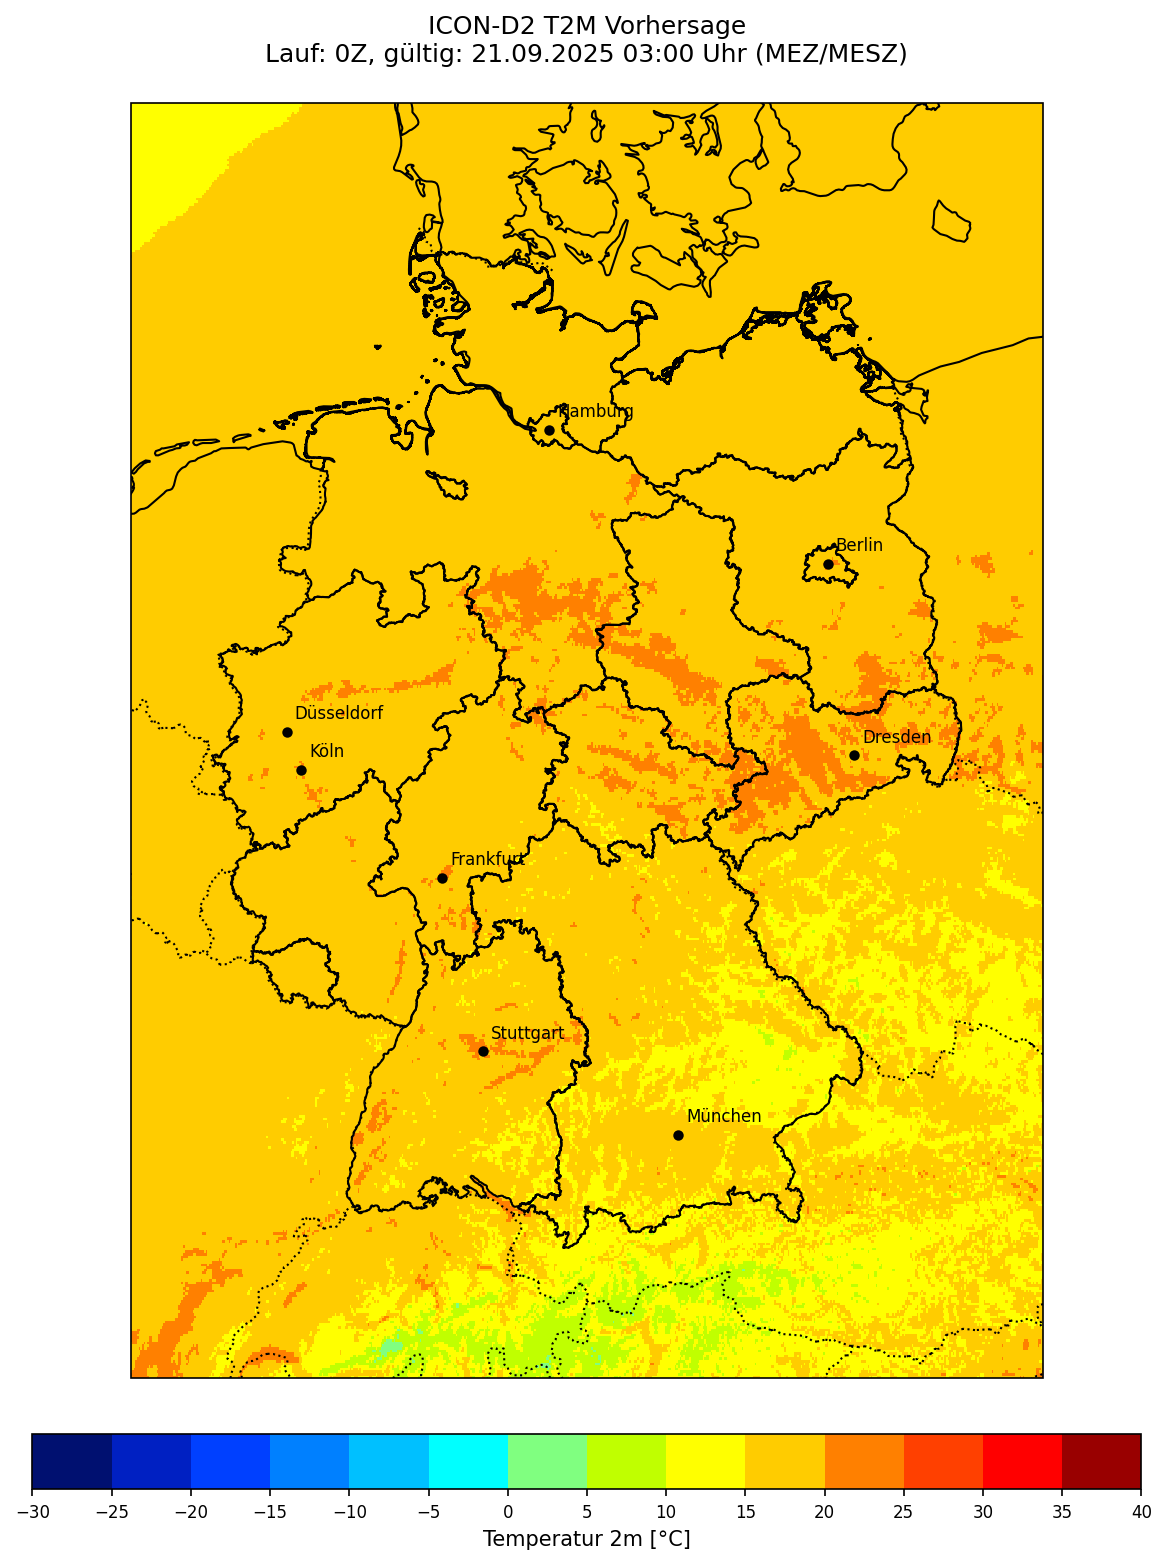 ICON-D2 T2M Vorhersage
Lauf: 0Z, gültig: 21.09.2025 03:00 Uhr (MEZ/MESZ)
Hamburg
Berlin
Düsseldorf
Dresden
Köln
Frankfurt
Stuttgart
München
−30 −25 −20 −15 −10 −5 0 5 10 15 20 25 30 35 40
Temperatur 2m [°C]